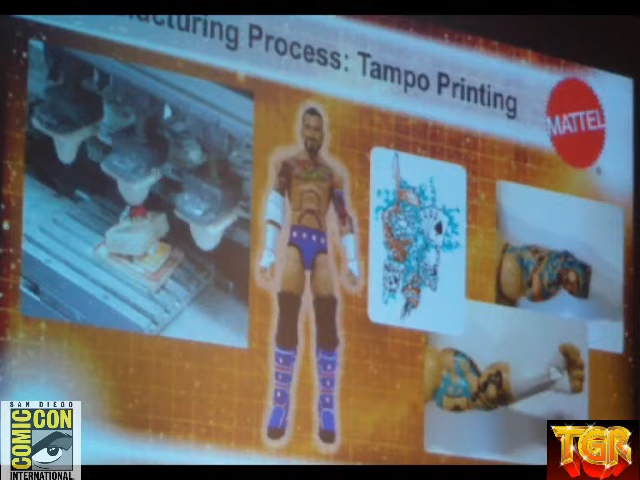 acturing Process: Tampo Printing
MATTEL
SAN DIEGO
COMIC CON
INTERNATIONAL
TGR